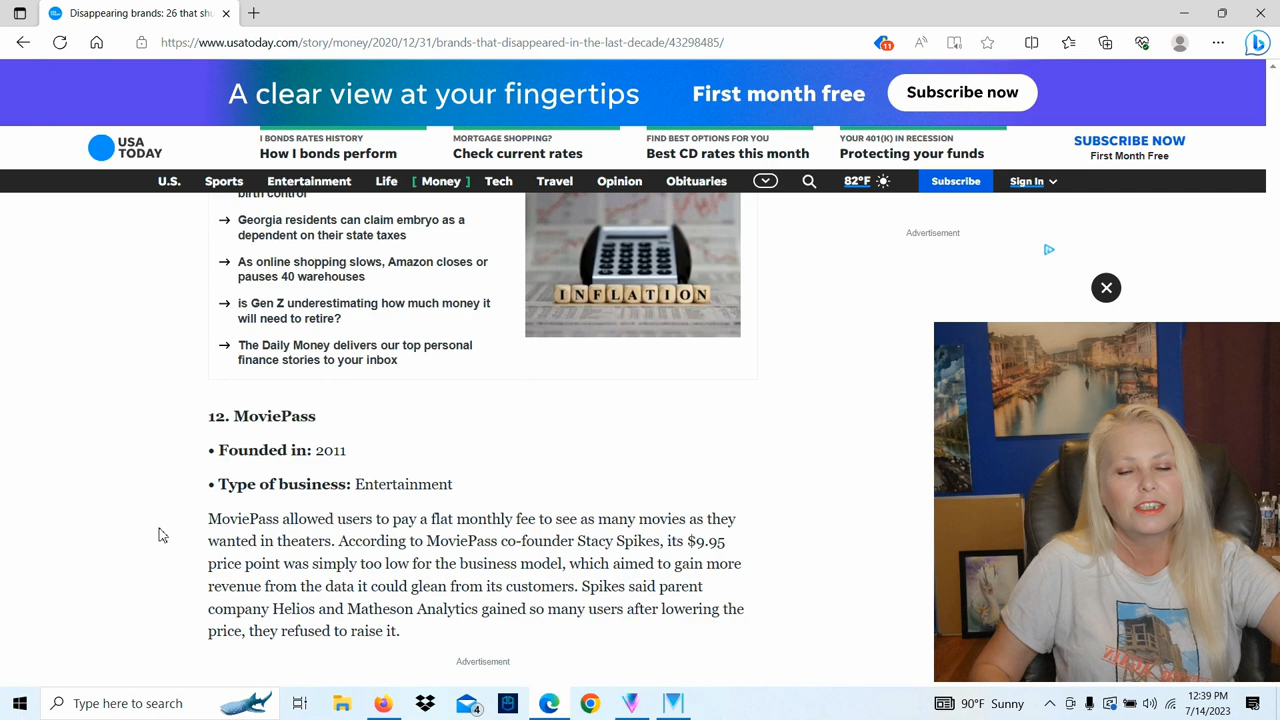 Disappearing brands: 26 that shu
https://www.usatoday.com/story/money/2020/12/31/brands-that-disappeared-in-the-last-decade/43298485/
11
A clear view at your fingertips
First month free
Subscribe now
USA
TODAY
I BONDS RATES HISTORY
How I bonds perform
MORTGAGE SHOPPING?
Check current rates
FIND BEST OPTIONS FOR YOU
Best CD rates this month
YOUR 401(K) IN RECESSION
Protecting your funds
SUBSCRIBE NOW
First Month Free
U.S. Sports Entertainment Life [ Money ] Tech Travel Opinion Obituaries 82°F Subscribe Sign In
birth control
→ Georgia residents can claim embryo as a
dependent on their state taxes
→ As online shopping slows, Amazon closes or
pauses 40 warehouses
→ is Gen Z underestimating how much money it
will need to retire?
→ The Daily Money delivers our top personal
finance stories to your inbox
INFLATION
Advertisement
12. MoviePass
• Founded in: 2011
• Type of business: Entertainment
MoviePass allowed users to pay a flat monthly fee to see as many movies as they
wanted in theaters. According to MoviePass co-founder Stacy Spikes, its $9.95
price point was simply too low for the business model, which aimed to gain more
revenue from the data it could glean from its customers. Spikes said parent
company Helios and Matheson Analytics gained so many users after lowering the
price, they refused to raise it.
Advertisement
Type here to search
4
90°F Sunny
12:39 PM
7/14/2023